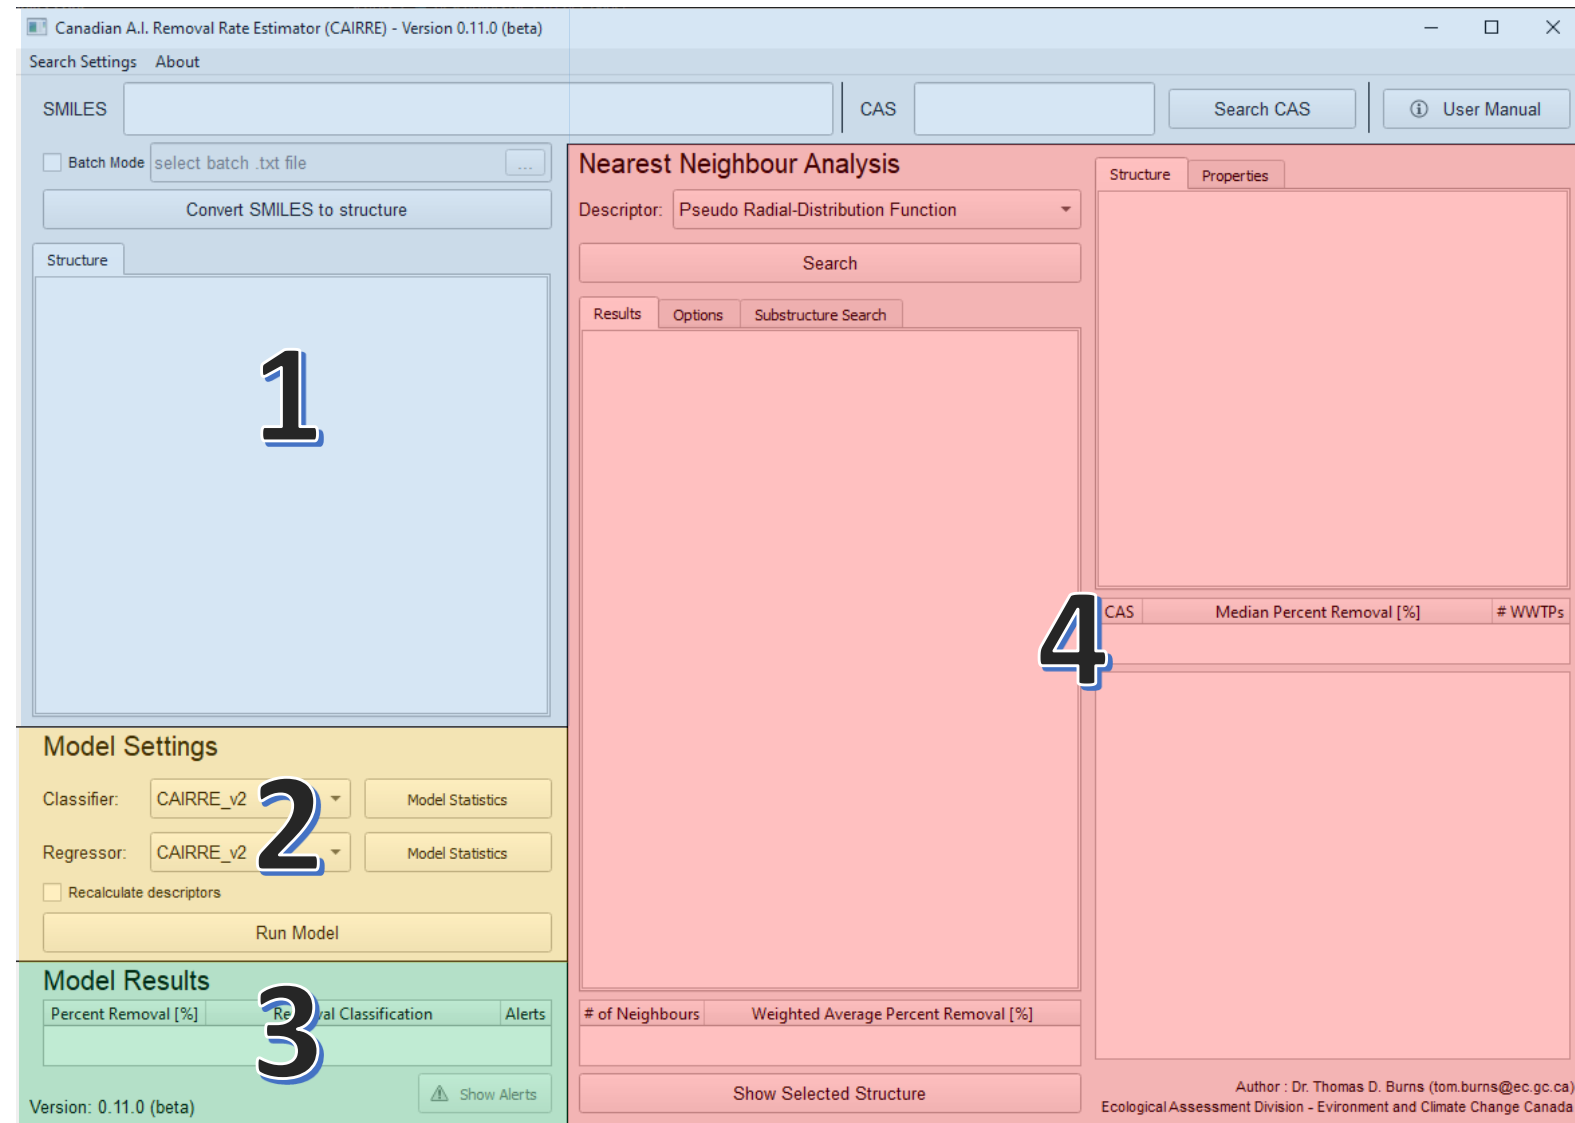 Canadian A.I. Removal Rate Estimator (CAIRRE) - Version 0.11.0 (beta)
Search Settings About
SMILES
CAS
Search CAS
User Manual
Batch Mode
select batch .txt file
...
Convert SMILES to structure
Structure
1
Model Settings
Classifier:
CAIRRE_v2
Model Statistics
2
Regressor:
CAIRRE_v2
Model Statistics
Recalculate descriptors
Run Model
Model Results
Percent Removal [%]
Classification
Alerts
3
Show Alerts
Version: 0.11.0 (beta)
Nearest Neighbour Analysis
Descriptor:
Pseudo Radial-Distribution Function
Search
Results
Options
Substructure Search
# of Neighbours
Weighted Average Percent Removal [%]
Show Selected Structure
Structure
Properties
4
CAS
Median Percent Removal [%]
# WWTPs
Author : Dr. Thomas D. Burns (tom.burns@ec.gc.ca)
Ecological Assessment Division - Evironment and Climate Change Canada